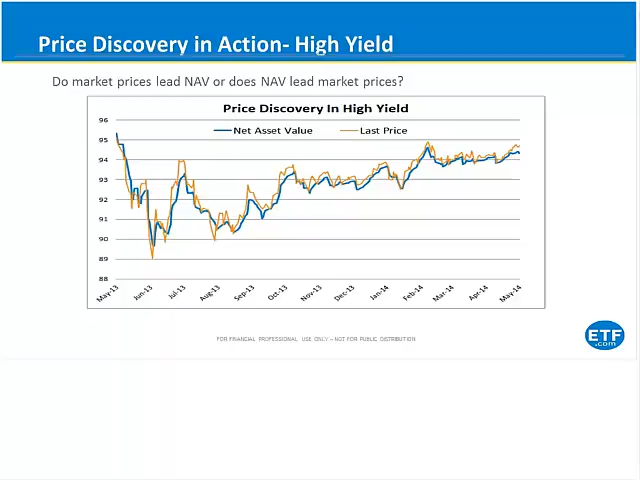 Price Discovery in Action- High Yield
Do market prices lead NAV or does NAV lead market prices?
Price Discovery In High Yield
Net Asset Value
Last Price
96
95
94
93
92
91
90
89
88
May-13
Jun-13
Jul-13
Aug-13
Sep-13
Oct-13
Nov-13
Dec-13
Jan-14
Feb-14
Mar-14
Apr-14
May-14
FOR FINANCIAL PROFESSIONAL USE ONLY – NOT FOR PUBLIC DISTRIBUTION
ETF
.com